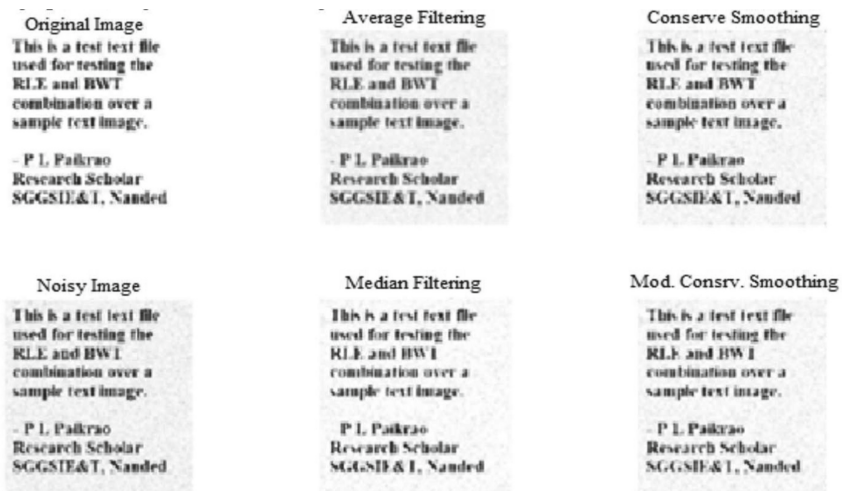 Original Image
This is a test text file
used for testing the
RLE and BWT
combination over a
sample text image.
- P L Paikrao
Research Scholar
SGGSIE&T, Nanded
Average Filtering
This is a test text file
used for testing the
RLE and BWT
combination over a
sample text image.
- P L Paikrao
Research Scholar
SGGSIE&T, Nanded
Conserve Smoothing
This is a test text file
used for testing the
RLE and BWT
combination over a
sample text image.
- P L Paikrao
Research Scholar
SGGSIE&T, Nanded
Noisy Image
This is a test text file
used for testing the
RLE and BWT
combination over a
sample text image.
- P L Paikrao
Research Scholar
SGGSIE&T, Nanded
Median Filtering
This is a test text file
used for testing the
RLE and BWT
combination over a
sample text image.
P L Paikrao
Research Scholar
SGGSIE&T, Nanded
Mod. Consrv. Smoothing
This is a test text file
used for testing the
RLE and BWT
combination over a
sample text image.
- P L Paikrao
Research Scholar
SGGSIE&T, Nanded